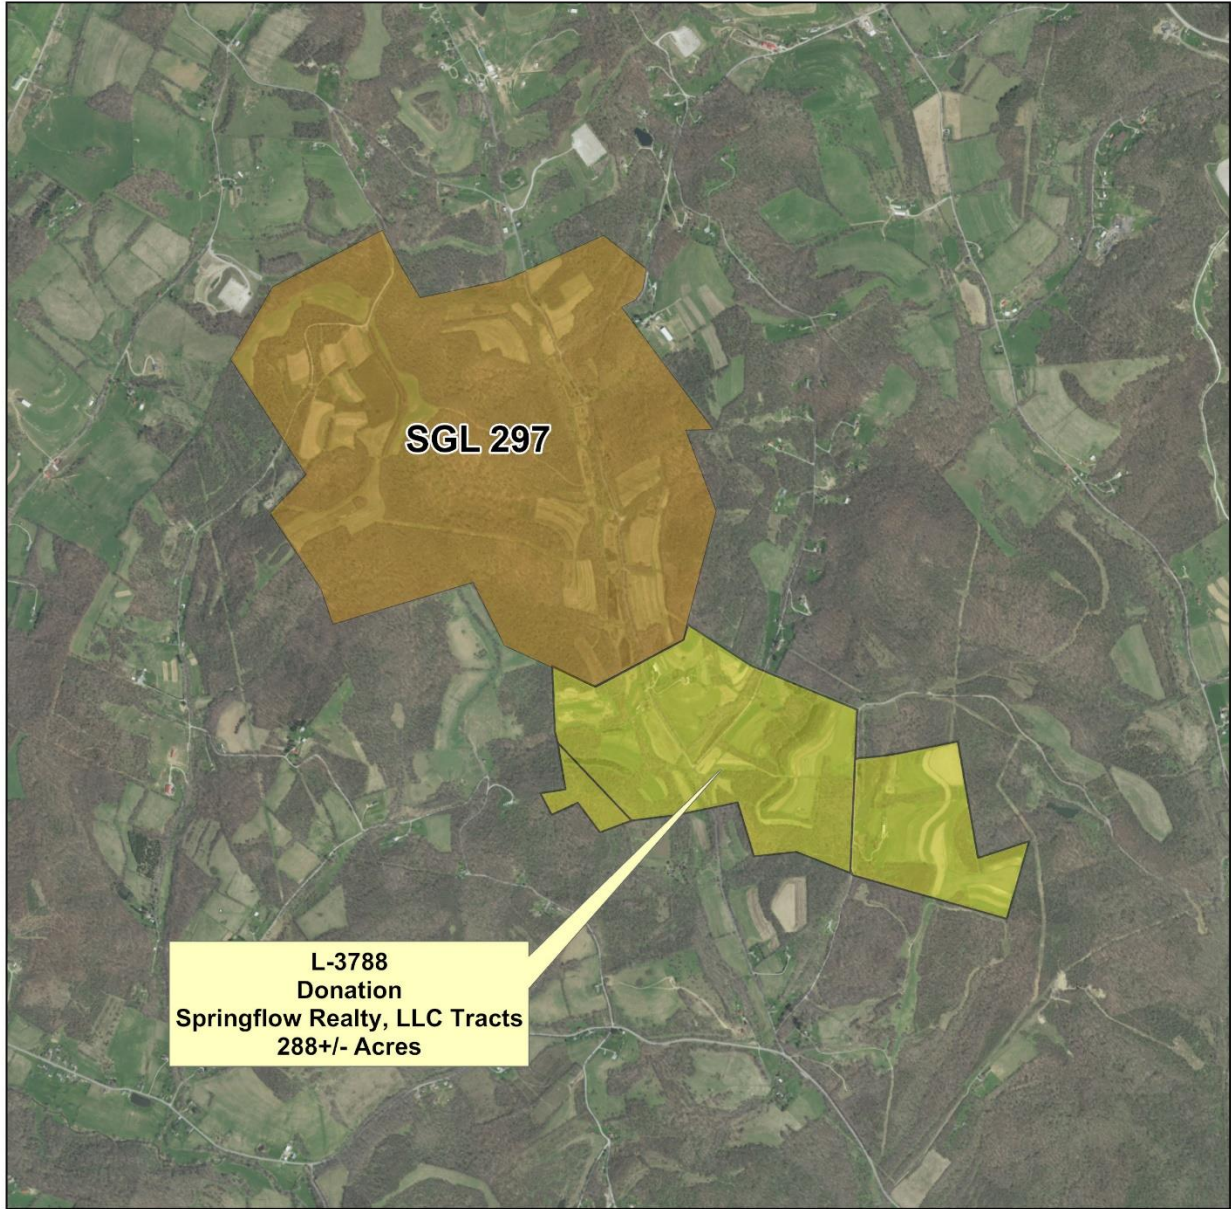 SGL 297
L-3788
Donation
Springflow Realty, LLC Tracts
288+/- Acres